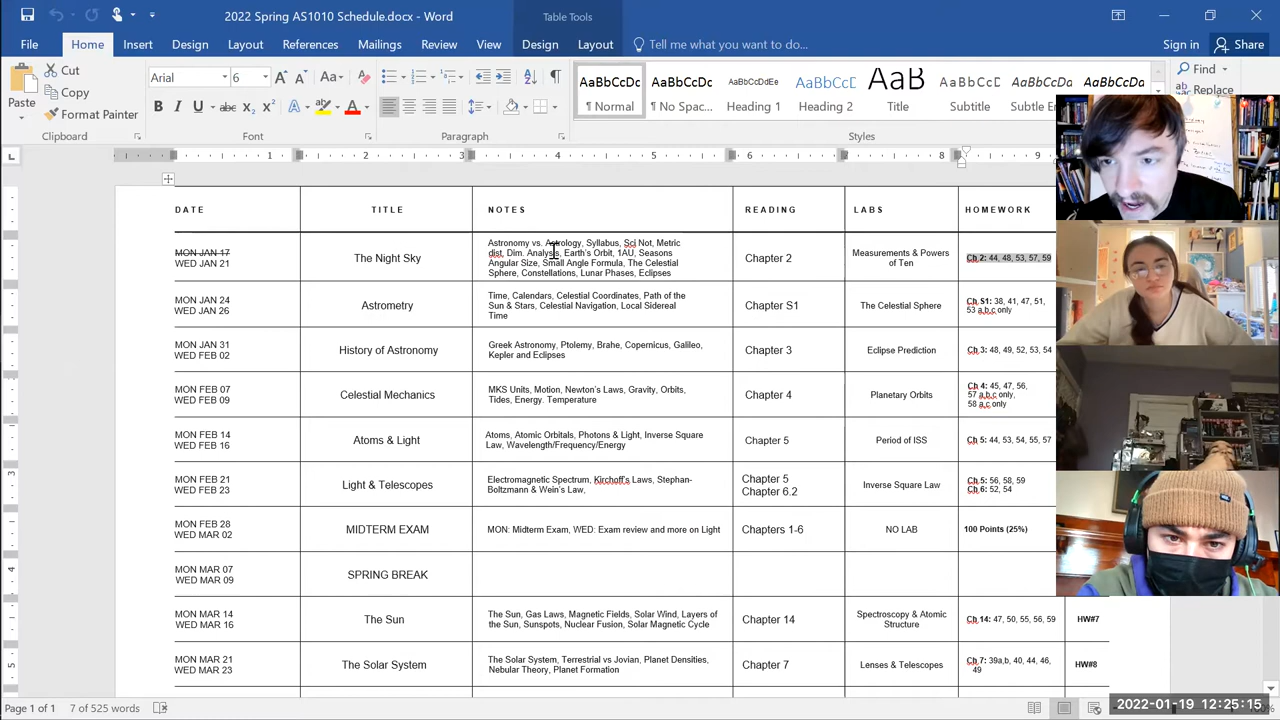 2022 Spring AS1010 Schedule.docx - Word
Table Tools
File Home Insert Design Layout References Mailings Review View Design Layout Tell me what you want to do... Sign in Share
Paste
Cut
Copy
Format Painter
Clipboard
Arial 6
Font
Paragraph
AaBbCcDc AaBbCcDc AaBbCcDdEe AaBbCcD AaB AaBbCcD AaBbCcDd AaBbCcDc
¶ Normal ¶ No Spac... Heading 1 Heading 2 Title Subtitle Subtle E
Styles
Find
Replace
1 2 3 4 5 6 7 8 9
DATE TITLE NOTES READING LABS HOMEWORK
MON JAN 17
WED JAN 21
The Night Sky
Astronomy vs. Astrology, Syllabus, Sci Not, Metric
dist, Dim. Analysis, Earth's Orbit, 1AU, Seasons
Angular Size, Small Angle Formula, The Celestial
Sphere, Constellations, Lunar Phases, Eclipses
Chapter 2
Measurements & Powers
of Ten
Ch 2: 44, 48, 53, 57, 59
MON JAN 24
WED JAN 26
Astrometry
Time, Calendars, Celestial Coordinates, Path of the
Sun & Stars, Celestial Navigation, Local Sidereal
Time
Chapter S1
The Celestial Sphere
Ch S1: 38, 41, 47, 51,
53 a,b,c only
MON JAN 31
WED FEB 02
History of Astronomy
Greek Astronomy, Ptolemy, Brahe, Copernicus, Galileo,
Kepler and Eclipses
Chapter 3
Eclipse Prediction
Ch 3: 48, 49, 52, 53, 54
MON FEB 07
WED FEB 09
Celestial Mechanics
MKS Units, Motion, Newton's Laws, Gravity, Orbits,
Tides, Energy. Temperature
Chapter 4
Planetary Orbits
Ch 4: 45, 47, 56,
57 a,b,c only,
58 a,c only
MON FEB 14
WED FEB 16
Atoms & Light
Atoms, Atomic Orbitals, Photons & Light, Inverse Square
Law, Wavelength/Frequency/Energy
Chapter 5
Period of ISS
Ch 5: 44, 53, 54, 55, 57
MON FEB 21
WED FEB 23
Light & Telescopes
Electromagnetic Spectrum, Kirchoff's Laws, Stephan-
Boltzmann & Wein's Law,
Chapter 5
Chapter 6.2
Inverse Square Law
Ch 5: 56, 58, 59
Ch 6: 52, 54
MON FEB 28
WED MAR 02
MIDTERM EXAM
MON: Midterm Exam, WED: Exam review and more on Light
Chapters 1-6
NO LAB
100 Points (25%)
MON MAR 07
WED MAR 09
SPRING BREAK
MON MAR 14
WED MAR 16
The Sun
The Sun, Gas Laws, Magnetic Fields, Solar Wind, Layers of
the Sun, Sunspots, Nuclear Fusion, Solar Magnetic Cycle
Chapter 14
Spectroscopy & Atomic
Structure
Ch 14: 47, 50, 55, 56, 59
HW#7
MON MAR 21
WED MAR 23
The Solar System
The Solar System, Terrestrial vs Jovian, Planet Densities,
Nebular Theory, Planet Formation
Chapter 7
Lenses & Telescopes
Ch 7: 39a,b, 40, 44, 46,
49
HW#8
Page 1 of 1 7 of 525 words
2022-01-19 12:25:15